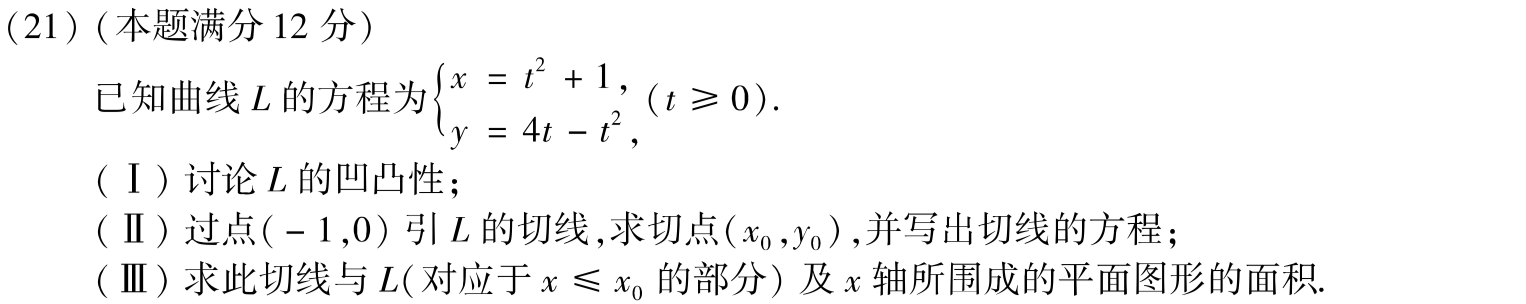 (21) (本题满分 12 分)
已知曲线 L 的方程为 { x = t² + 1, y = 4t − t², (t ⩾ 0).
( Ⅰ ) 讨论 L 的凹凸性;
( Ⅱ ) 过点( − 1,0) 引 L 的切线,求切点(x₀,y₀),并写出切线的方程;
( Ⅲ ) 求此切线与 L(对应于 x ⩽ x₀ 的部分) 及 x 轴所围成的平面图形的面积.